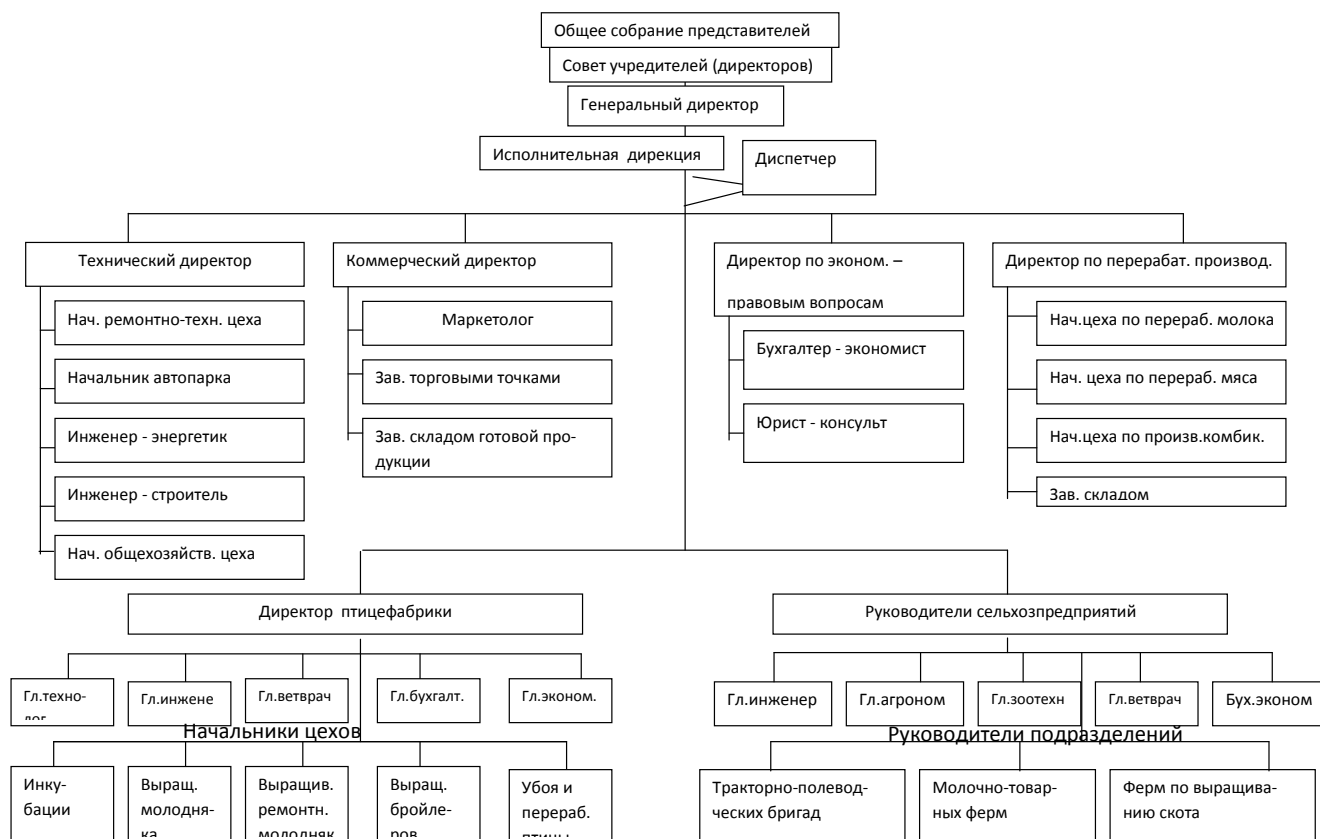 Общее собрание представителей
Совет учредителей (директоров)
Генеральный директор
Исполнительная дирекция
Диспетчер
Технический директор
Коммерческий директор
Директор по эконом. –
правовым вопросам
Директор по перерабат. производ.
Нач. ремонтно-техн. цеха
Начальник автопарка
Инженер - энергетик
Инженер - строитель
Нач. общехозяйств. цеха
Маркетолог
Зав. торговыми точками
Зав. складом готовой про-
дукции
Бухгалтер - экономист
Юрист - консульт
Нач.цеха по перераб. молока
Нач. цеха по перераб. мяса
Нач.цеха по произв.комбик.
Зав. складом
Директор птицефабрики
Руководители сельхозпредприятий
Гл.техно-
лог
Гл.инжене
Гл.ветврач
Гл.бухгалт.
Гл.эконом.
Гл.инженер
Гл.агроном
Гл.зоотехн
Гл.ветврач
Бух.эконом
Начальники цехов
Руководители подразделений
Инку-
бации
Выращ.
молодня-
ка
Выращив.
ремонтн.
молодняк
Выращ.
бройле-
ров
Убоя и
перераб.
птицы
Тракторно-полевод-
ческих бригад
Молочно-товар-
ных ферм
Ферм по выращива-
нию скота